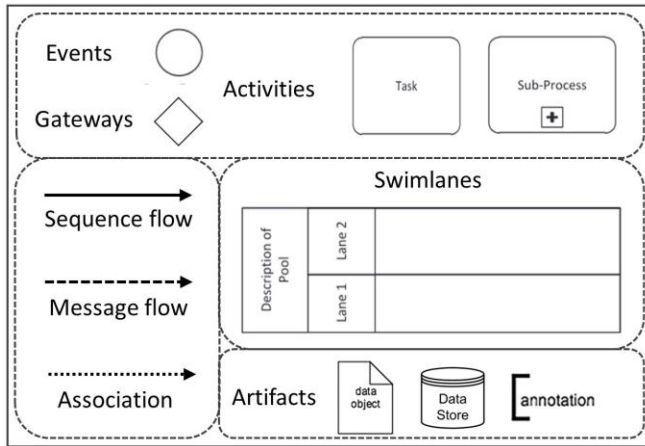 Events
Gateways
Activities
Task
Sub-Process
Sequence flow
Message flow
Association
Swimlanes
Description of
Pool
Lane 2
Lane 1
Artifacts
data
object
Data
Store
annotation